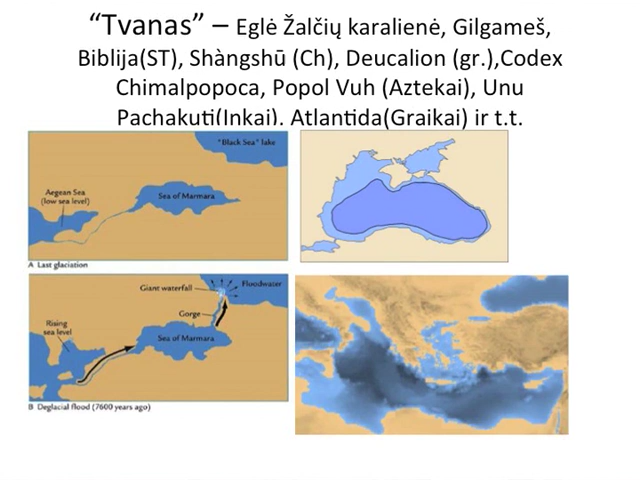 “Tvanas” – Eglė Žalčių karalienė, Gilgameš,
Biblija(ST), Shàngshū (Ch), Deucalion (gr.),Codex
Chimalpopoca, Popol Vuh (Aztekai), Unu
Pachakuti(Inkai), Atlantida(Graikai) ir t.t.
"Black Sea" lake
Aegean Sea
(low sea level)
Sea of Marmara
A Last glaciation
Giant waterfall
Floodwater
Gorge
Rising
sea level
Sea of Marmara
B Deglacial flood (7600 years ago)